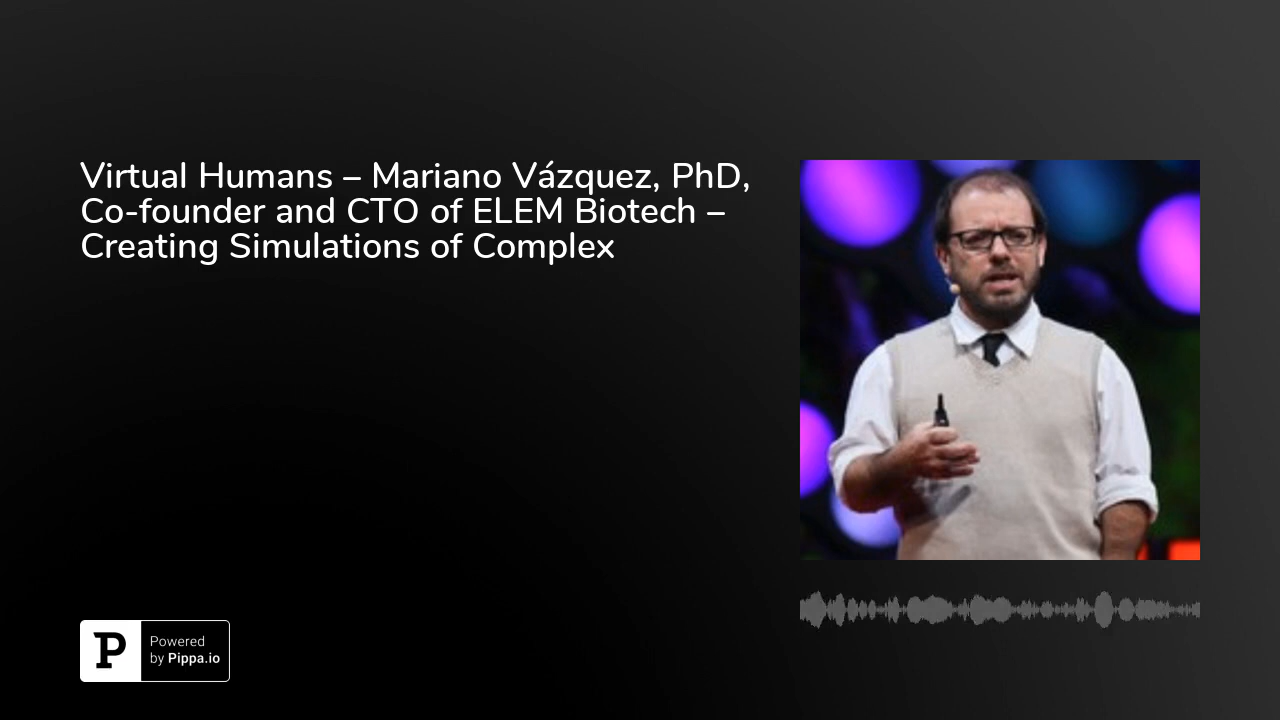 Virtual Humans – Mariano Vázquez, PhD,
Co-founder and CTO of ELEM Biotech –
Creating Simulations of Complex
P
Powered
by Pippa.io